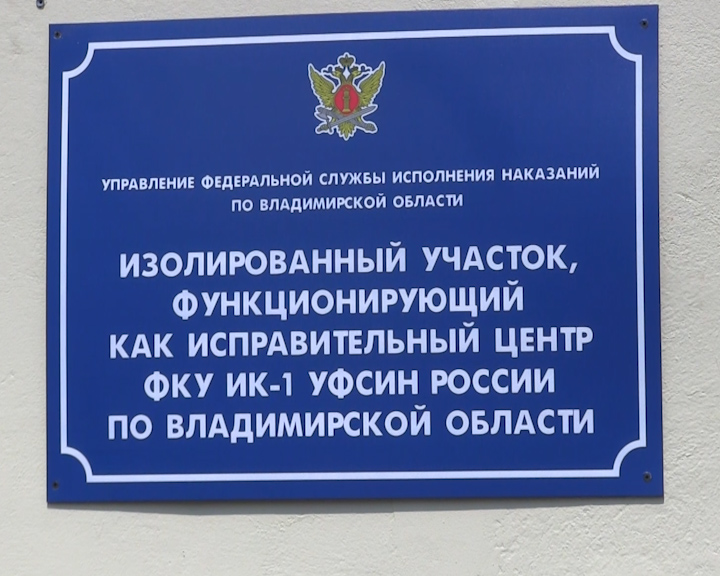 УПРАВЛЕНИЕ ФЕДЕРАЛЬНОЙ СЛУЖБЫ ИСПОЛНЕНИЯ НАКАЗАНИЙ
ПО ВЛАДИМИРСКОЙ ОБЛАСТИ
ИЗОЛИРОВАННЫЙ УЧАСТОК,
ФУНКЦИОНИРУЮЩИЙ
КАК ИСПРАВИТЕЛЬНЫЙ ЦЕНТР
ФКУ ИК-1 УФСИН РОССИИ
ПО ВЛАДИМИРСКОЙ ОБЛАСТИ